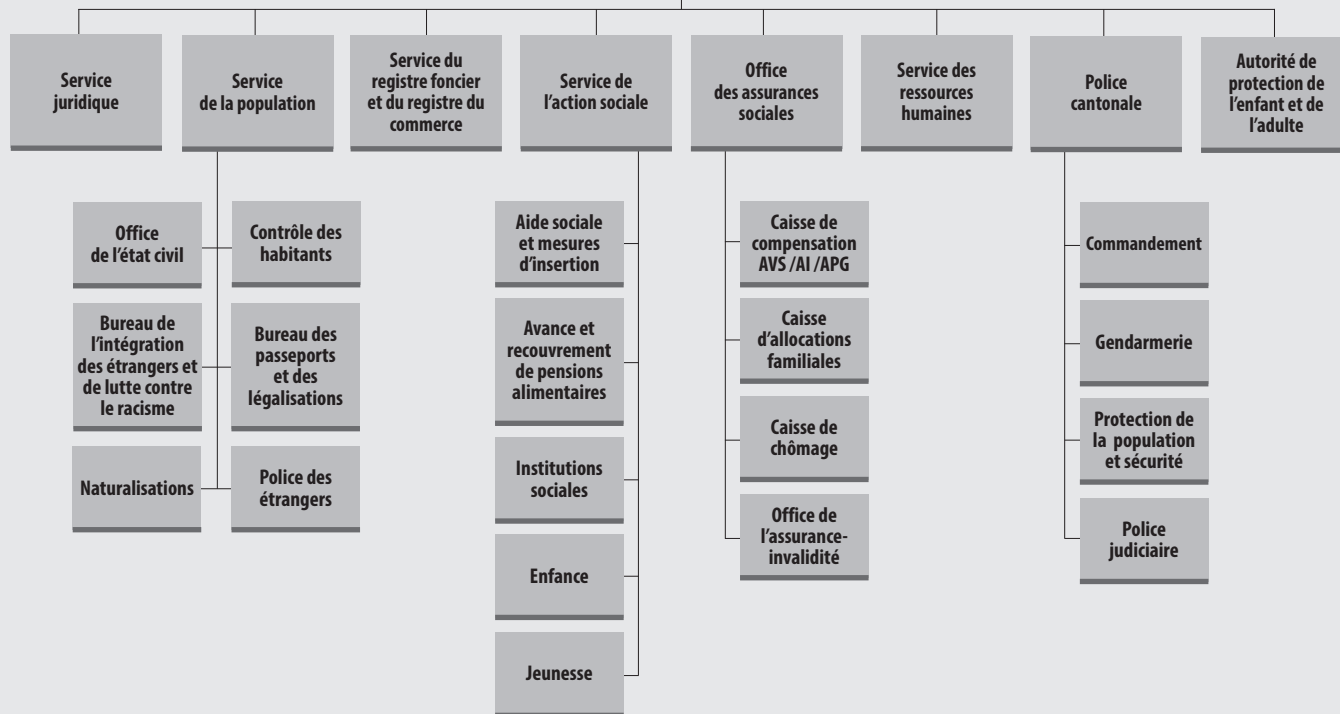 Service
juridique
Service
de la population
Service du
registre foncier
et du registre du
commerce
Service de
l'action sociale
Office
des assurances
sociales
Service des
ressources
humaines
Police
cantonale
Autorité de
protection de
l'enfant et de
l'adulte
Office
de l'état civil
Contrôle des
habitants
Bureau de
l'intégration
des étrangers et
de lutte contre
le racisme
Bureau des
passeports
et des
légalisations
Naturalisations
Police des
étrangers
Aide sociale
et mesures
d'insertion
Avance et
recouvrement
de pensions
alimentaires
Institutions
sociales
Enfance
Jeunesse
Caisse de
compensation
AVS /AI /APG
Caisse
d'allocations
familiales
Caisse de
chômage
Office de
l'assurance-
invalidité
Commandement
Gendarmerie
Protection de
la population
et sécurité
Police
judiciaire